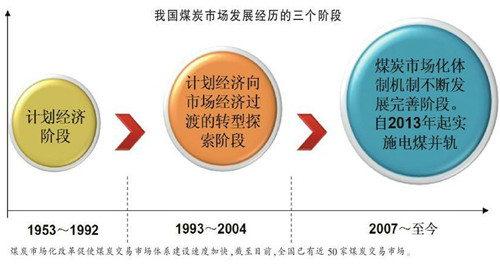 我国煤炭市场发展经历的三个阶段
计划经济
阶段
计划经济向
市场经济过
渡的转型探
索阶段
煤炭市场化体
制机制不断发
展完善阶段。
自2013年起实
施电煤并轨
1953～1992
1993～2004
2007～至今
煤炭市场化改革促使煤炭交易市场体系建设速度加快,截至目前,全国已有近50家煤炭交易市场。